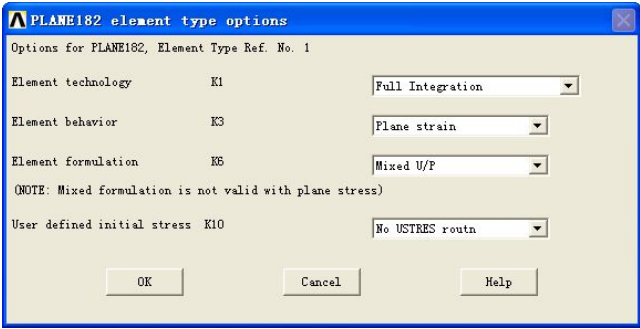 PLANE182 element type options
Options for PLANE182, Element Type Ref. No. 1
Element technology K1 Full Integration
Element behavior K3 Plane strain
Element formulation K6 Mixed U/P
(NOTE: Mixed formulation is not valid with plane stress)
User defined initial stress K10 No USTRES routn
OK Cancel Help